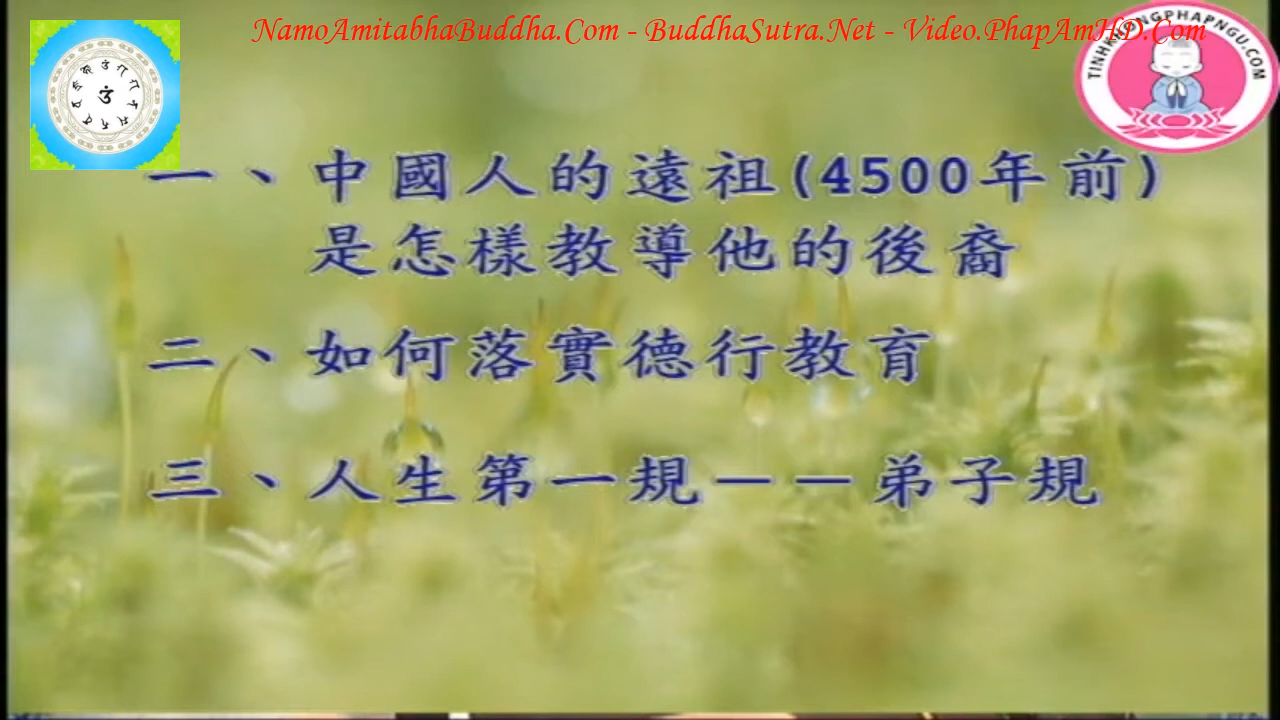 NamoAmitabhaBuddha.Com - BuddhaSutra.Net - Video.PhapAmHD.Com
TINHKHONGPHAPNGU.COM
一、中國人的遠祖(4500年前)
是怎樣教導他的後裔
二、如何落實德行教育
三、人生第一規——弟子規